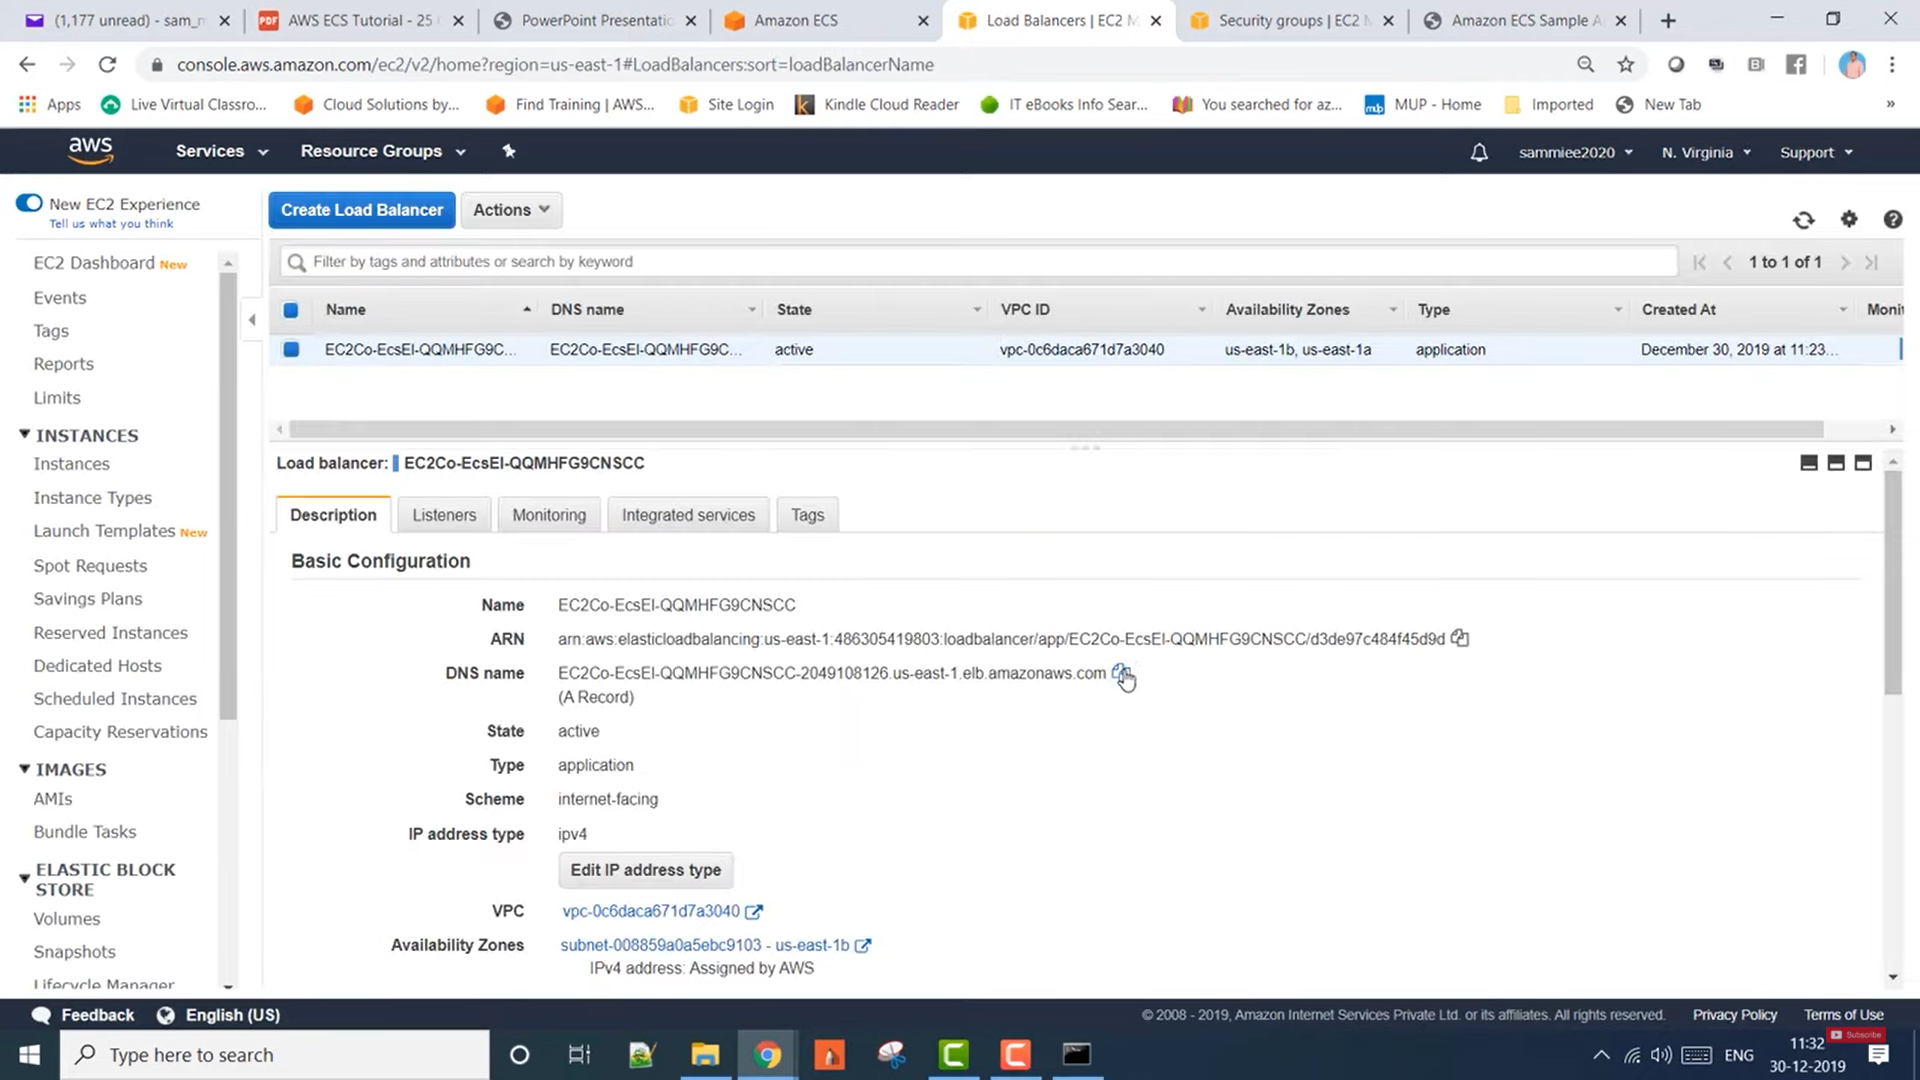 (1,177 unread) - sam_m
AWS ECS Tutorial - 25
PowerPoint Presentatio
Amazon ECS
Load Balancers | EC2 M
Security groups | EC2 M
Amazon ECS Sample A
console.aws.amazon.com/ec2/v2/home?region=us-east-1#LoadBalancers:sort=loadBalancerName
Apps
Live Virtual Classro...
Cloud Solutions by...
Find Training | AWS...
Site Login
Kindle Cloud Reader
IT eBooks Info Sear...
You searched for az...
MUP - Home
Imported
New Tab
aws
Services
Resource Groups
sammiee2020
N. Virginia
Support
New EC2 Experience
Tell us what you think
EC2 Dashboard New
Events
Tags
Reports
Limits
INSTANCES
Instances
Instance Types
Launch Templates New
Spot Requests
Savings Plans
Reserved Instances
Dedicated Hosts
Scheduled Instances
Capacity Reservations
IMAGES
AMIs
Bundle Tasks
ELASTIC BLOCK
STORE
Volumes
Snapshots
Lifecycle Manager
Create Load Balancer
Actions
Filter by tags and attributes or search by keyword
1 to 1 of 1
Name DNS name State VPC ID Availability Zones Type Created At Monit
EC2Co-EcsEl-QQMHFG9C... EC2Co-EcsEl-QQMHFG9C... active vpc-0c6daca671d7a3040 us-east-1b, us-east-1a application December 30, 2019 at 11:23...
Load balancer: EC2Co-EcsEl-QQMHFG9CNSCC
Description Listeners Monitoring Integrated services Tags
Basic Configuration
Name EC2Co-EcsEl-QQMHFG9CNSCC
ARN arn:aws:elasticloadbalancing:us-east-1:486305419803:loadbalancer/app/EC2Co-EcsEl-QQMHFG9CNSCC/d3de97c484f45d9d
DNS name EC2Co-EcsEl-QQMHFG9CNSCC-2049108126.us-east-1.elb.amazonaws.com
(A Record)
State active
Type application
Scheme internet-facing
IP address type ipv4
Edit IP address type
VPC vpc-0c6daca671d7a3040
Availability Zones subnet-008859a0a5ebc9103 - us-east-1b
IPv4 address: Assigned by AWS
Feedback
English (US)
© 2008 - 2019, Amazon Internet Services Private Ltd. or its affiliates. All rights reserved.
Privacy Policy
Terms of Use
Subscribe
Type here to search
ENG
11:32
30-12-2019